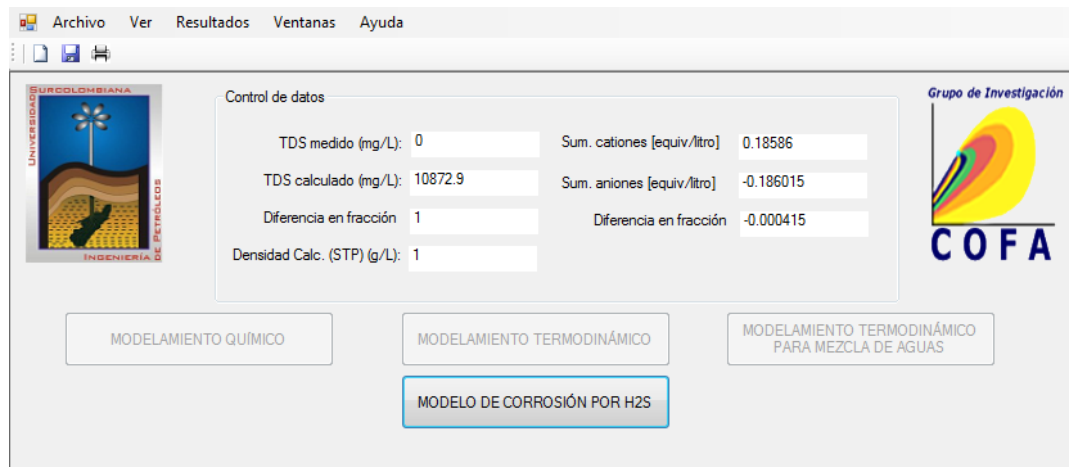 Archivo Ver Resultados Ventanas Ayuda
UNIVERSIDAD SURCOLOMBIANA
INGENIERÍA DE PETRÓLEOS
Control de datos
TDS medido (mg/L): 0
Sum. cationes [equiv/litro] 0.18586
TDS calculado (mg/L): 10872.9
Sum. aniones [equiv/litro] -0.186015
Diferencia en fracción 1
Diferencia en fracción -0.000415
Densidad Calc. (STP) (g/L): 1
Grupo de Investigación
COFA
MODELAMIENTO QUÍMICO
MODELAMIENTO TERMODINÁMICO
MODELAMIENTO TERMODINÁMICO
PARA MEZCLA DE AGUAS
MODELO DE CORROSIÓN POR H2S